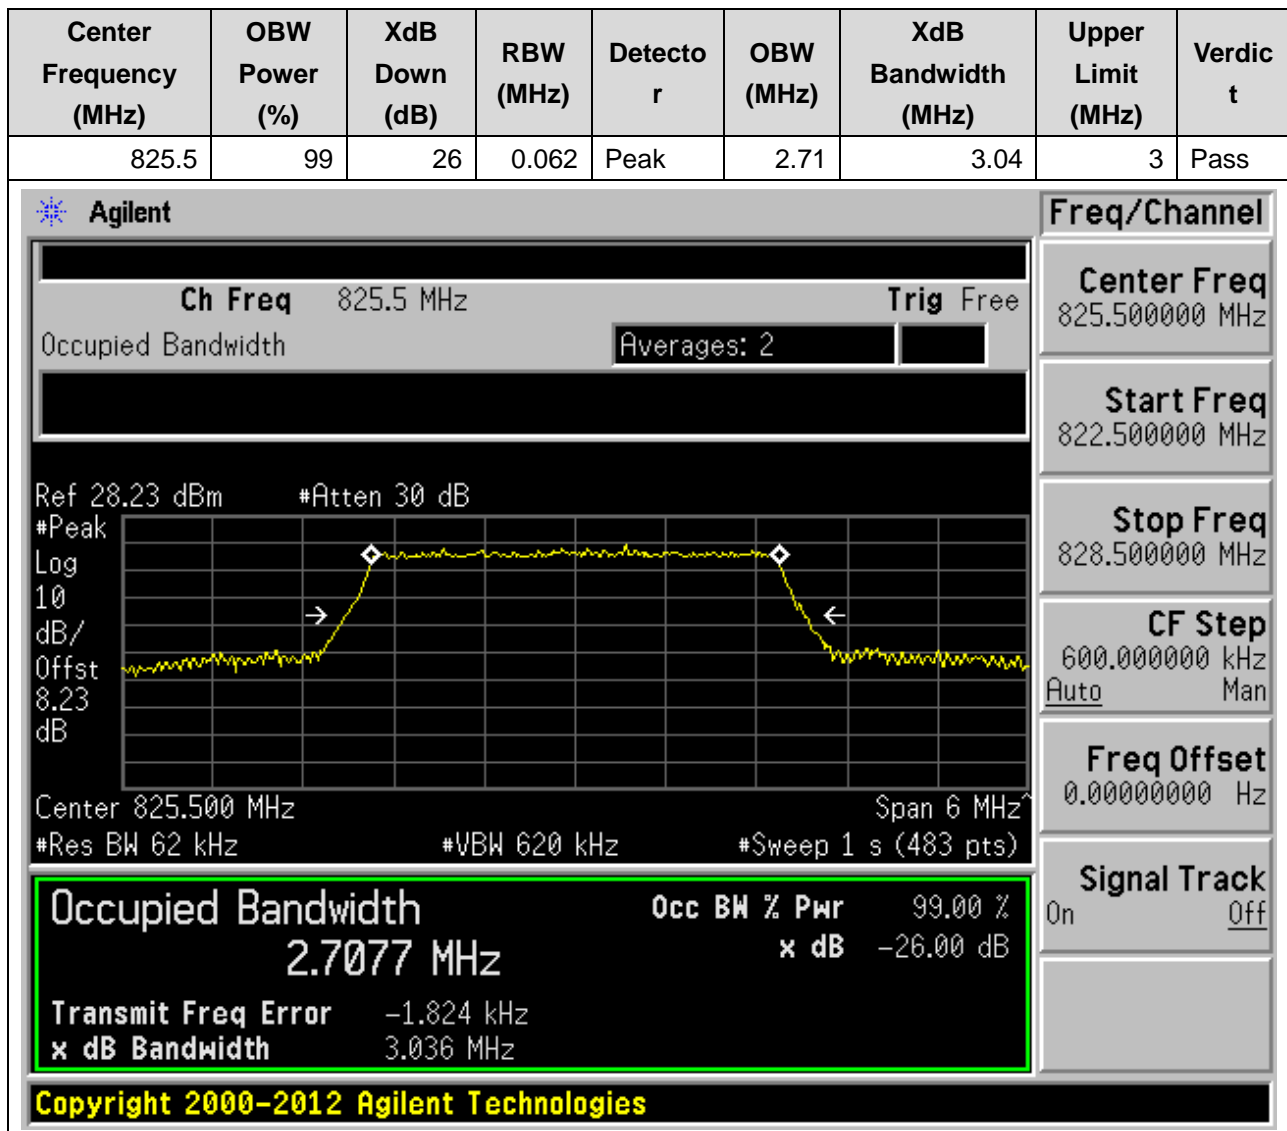 Center Frequency (MHz) OBW Power (%) XdB Down (dB) RBW (MHz) Detecto r OBW (MHz) XdB Bandwidth (MHz) Upper Limit (MHz) Verdic t
825.5 99 26 0.062 Peak 2.71 3.04 3 Pass
Agilent
Freq/Channel
Ch Freq 825.5 MHz Trig Free
Occupied Bandwidth Averages: 2
Ref 28.23 dBm #Atten 30 dB
#Peak
Log
10
dB/
Offst
8.23
dB
Center 825.500 MHz Span 6 MHz^
#Res BW 62 kHz #VBW 620 kHz #Sweep 1 s (483 pts)
Occupied Bandwidth Occ BW % Pwr 99.00 %
2.7077 MHz x dB -26.00 dB
Transmit Freq Error -1.824 kHz
x dB Bandwidth 3.036 MHz
Center Freq
825.500000 MHz
Start Freq
822.500000 MHz
Stop Freq
828.500000 MHz
CF Step
600.000000 kHz
Auto Man
Freq Offset
0.00000000 Hz
Signal Track
On Off
Copyright 2000-2012 Agilent Technologies